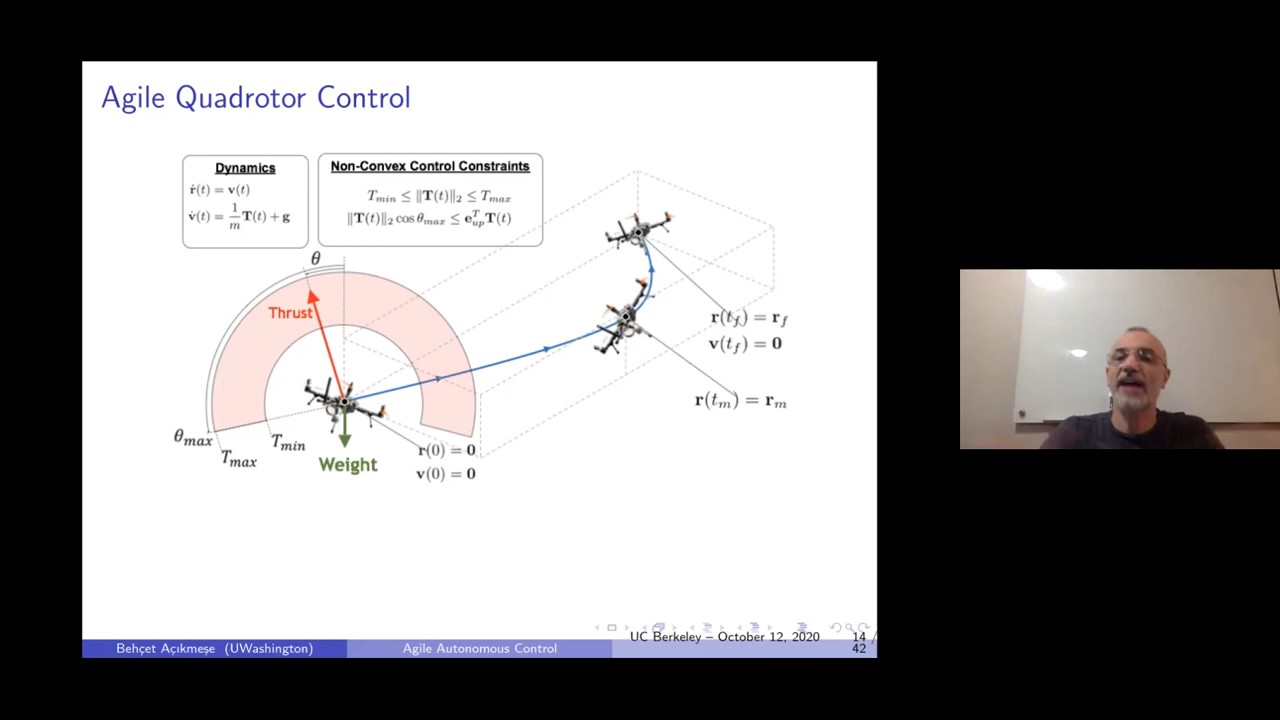 Agile Quadrotor Control
Dynamics
ṙ(t) = v(t)
v̇(t) = 1/m T(t) + g
Non-Convex Control Constraints
T_min ≤ ‖T(t)‖₂ ≤ T_max
‖T(t)‖₂ cos θ_max ≤ e_up^T T(t)
θ
Thrust
r(t_f) = r_f
v(t_f) = 0
r(t_m) = r_m
θ_max
T_max
T_min
Weight
r(0) = 0
v(0) = 0
Behçet Açıkmeşe (UWashington)
Agile Autonomous Control
UC Berkeley – October 12, 2020
14 /
42